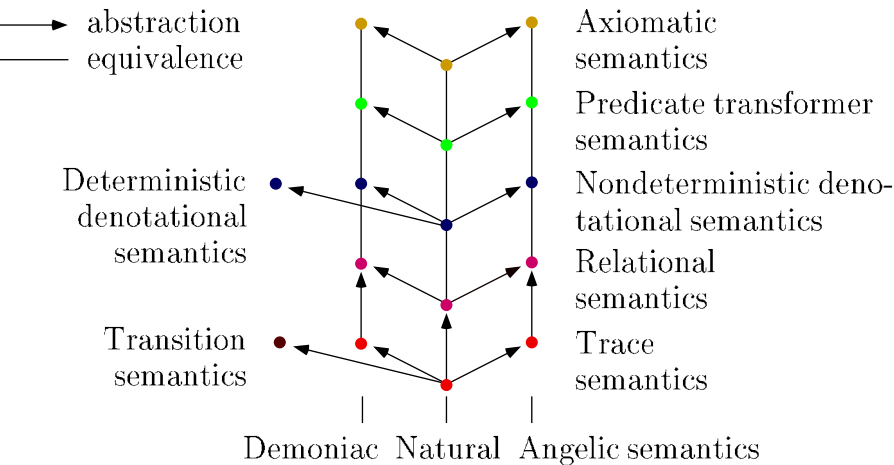 abstraction
equivalence
Axiomatic
semantics
Predicate transformer
semantics
Deterministic
denotational
semantics
Nondeterministic deno-
tational semantics
Relational
semantics
Transition
semantics
Trace
semantics
Demoniac Natural Angelic semantics